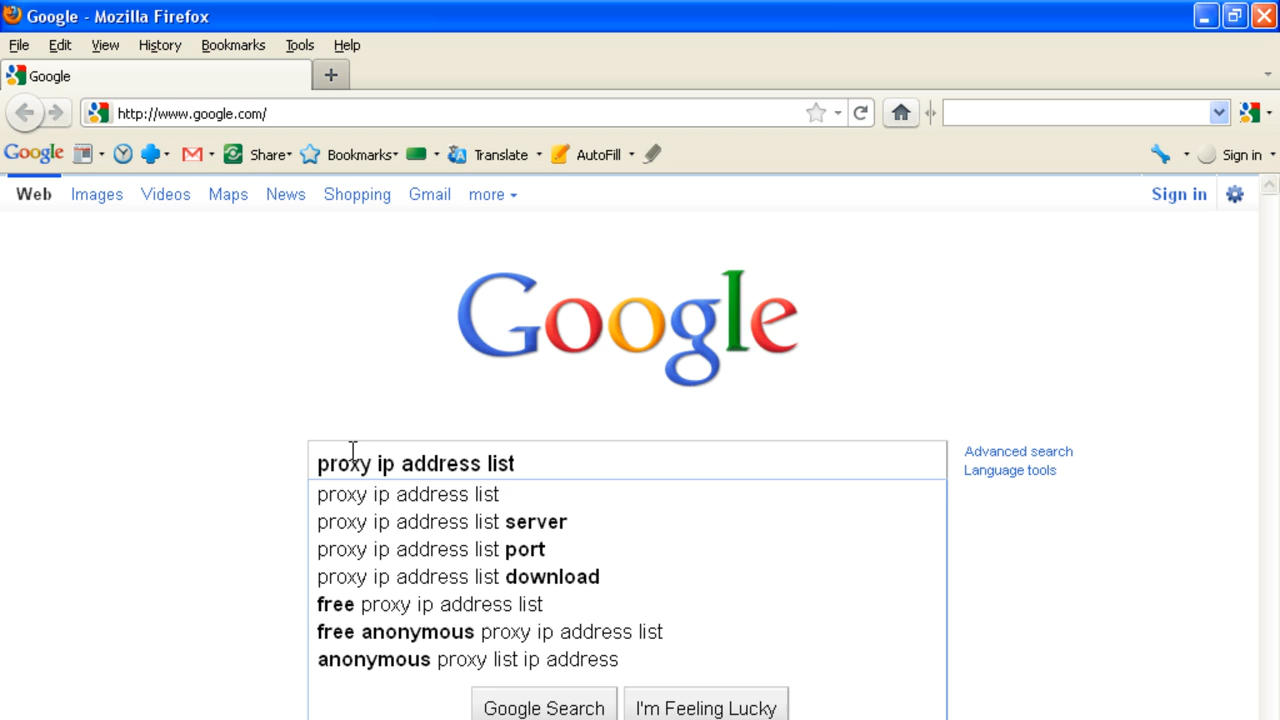 Google - Mozilla Firefox
File Edit View History Bookmarks Tools Help
Google
http://www.google.com/
Google Share Bookmarks Translate AutoFill Sign in
Web Images Videos Maps News Shopping Gmail more Sign in
Google
proxy ip address list
Advanced search
Language tools
proxy ip address list
proxy ip address list server
proxy ip address list port
proxy ip address list download
free proxy ip address list
free anonymous proxy ip address list
anonymous proxy list ip address
Google Search I'm Feeling Lucky